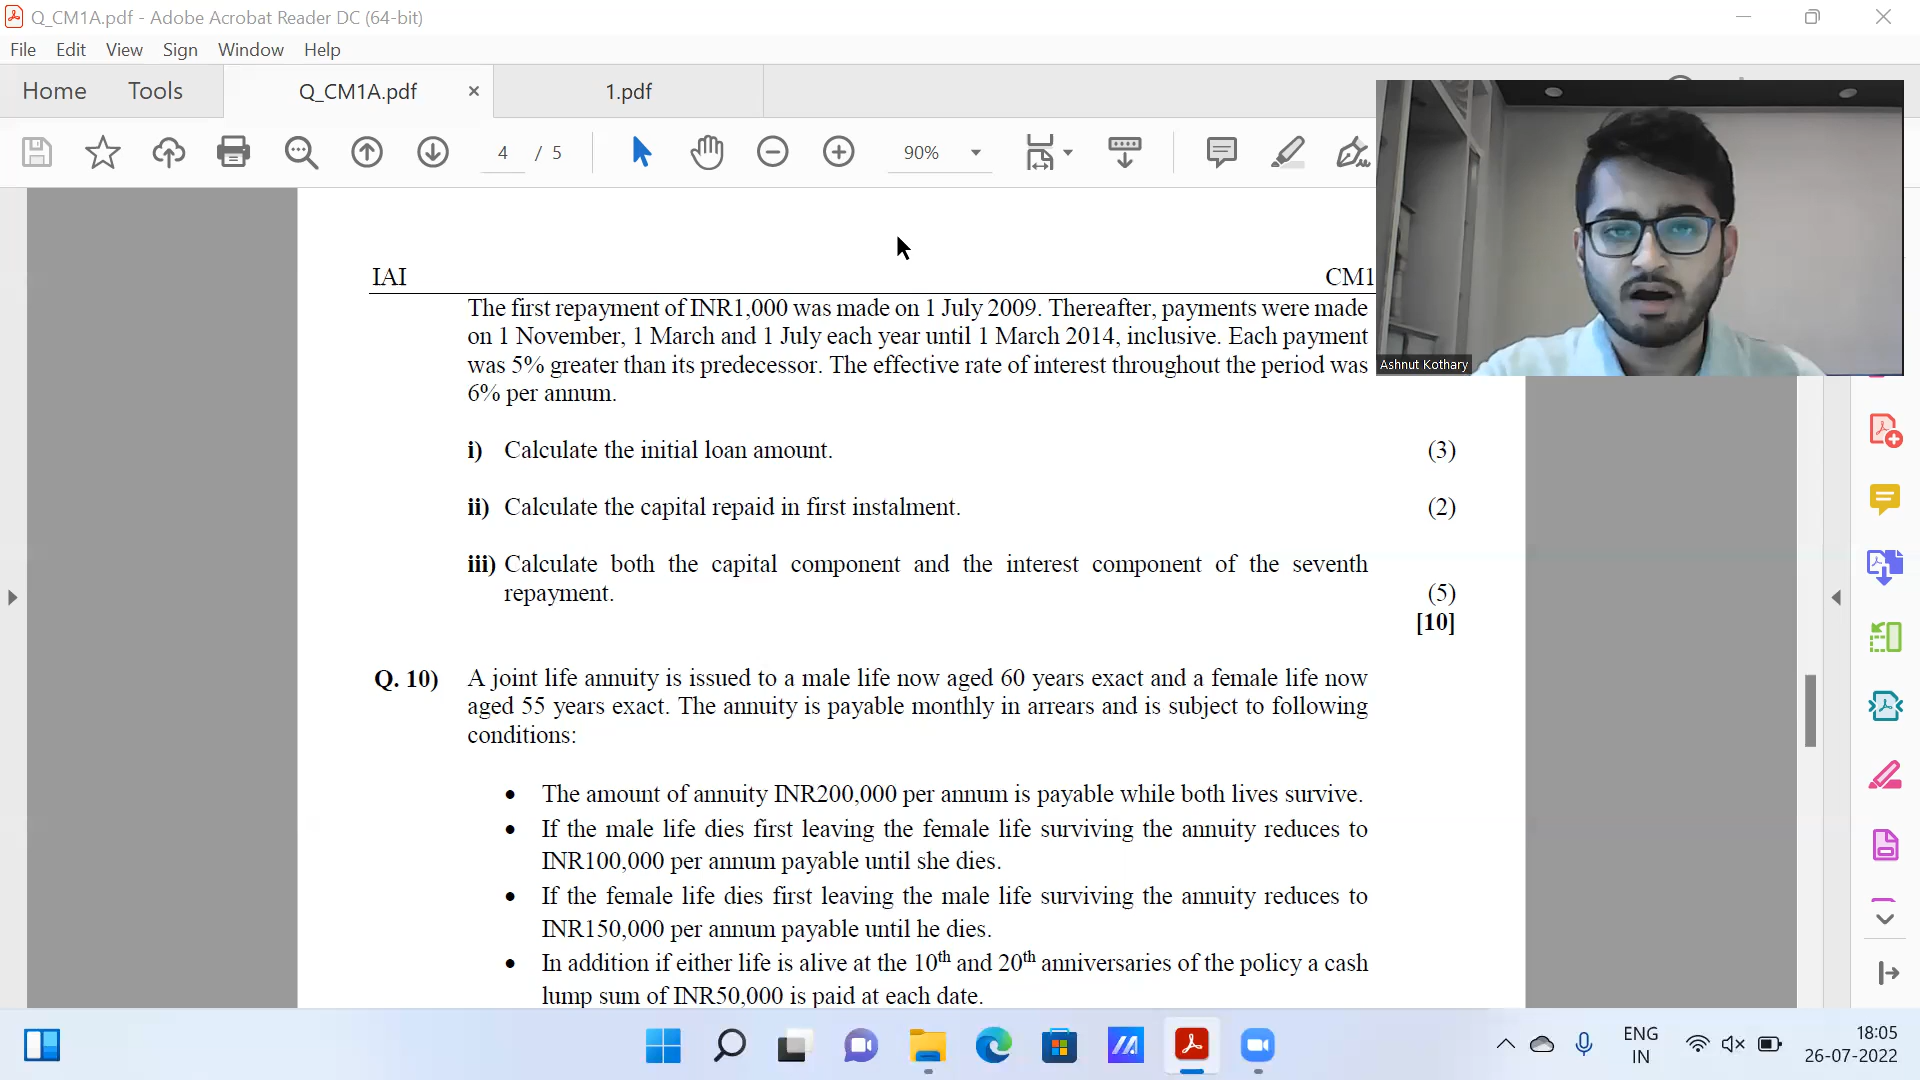 Q_CM1A.pdf - Adobe Acrobat Reader DC (64-bit)
File Edit View Sign Window Help
Home Tools Q_CM1A.pdf × 1.pdf
4 / 5 90%
Ashnut Kothary
IAI CM1
The first repayment of INR1,000 was made on 1 July 2009. Thereafter, payments were made
on 1 November, 1 March and 1 July each year until 1 March 2014, inclusive. Each payment
was 5% greater than its predecessor. The effective rate of interest throughout the period was
6% per annum.
i) Calculate the initial loan amount. (3)
ii) Calculate the capital repaid in first instalment. (2)
iii) Calculate both the capital component and the interest component of the seventh
repayment. (5)
[10]
Q. 10) A joint life annuity is issued to a male life now aged 60 years exact and a female life now
aged 55 years exact. The annuity is payable monthly in arrears and is subject to following
conditions:
• The amount of annuity INR200,000 per annum is payable while both lives survive.
• If the male life dies first leaving the female life surviving the annuity reduces to
INR100,000 per annum payable until she dies.
• If the female life dies first leaving the male life surviving the annuity reduces to
INR150,000 per annum payable until he dies.
• In addition if either life is alive at the 10th and 20th anniversaries of the policy a cash
lump sum of INR50,000 is paid at each date.
ENG
IN
18:05
26-07-2022